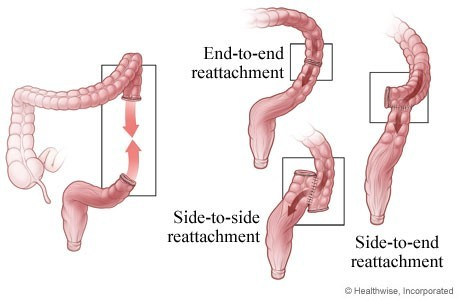 End-to-end
reattachment
Side-to-side
reattachment
Side-to-end
reattachment
© Healthwise, Incorporated